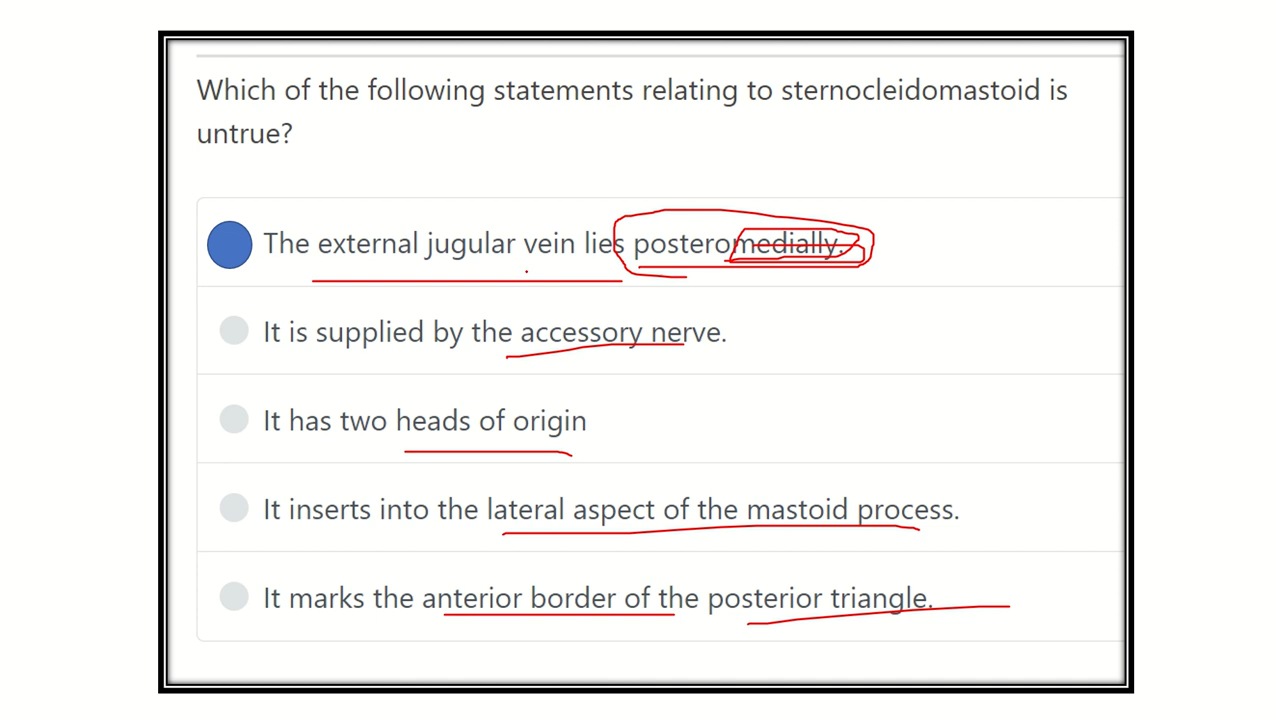 Which of the following statements relating to sternocleidomastoid is
untrue?
The external jugular vein lies posteromedially.
It is supplied by the accessory nerve.
It has two heads of origin
It inserts into the lateral aspect of the mastoid process.
It marks the anterior border of the posterior triangle.